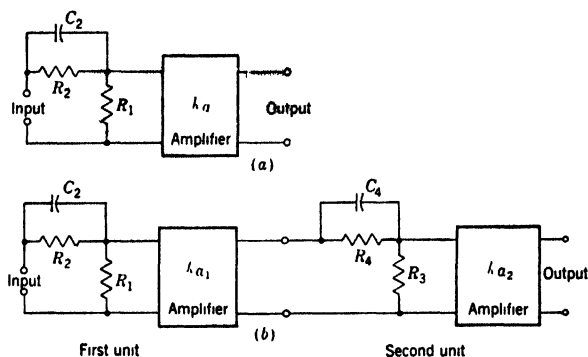 C2
R2
R1
Input
ka
Amplifier
Output
(a)
C2
R2
R1
Input
ka1
Amplifier
(b)
C4
R4
R3
ka2
Amplifier
Output
First unit
Second unit